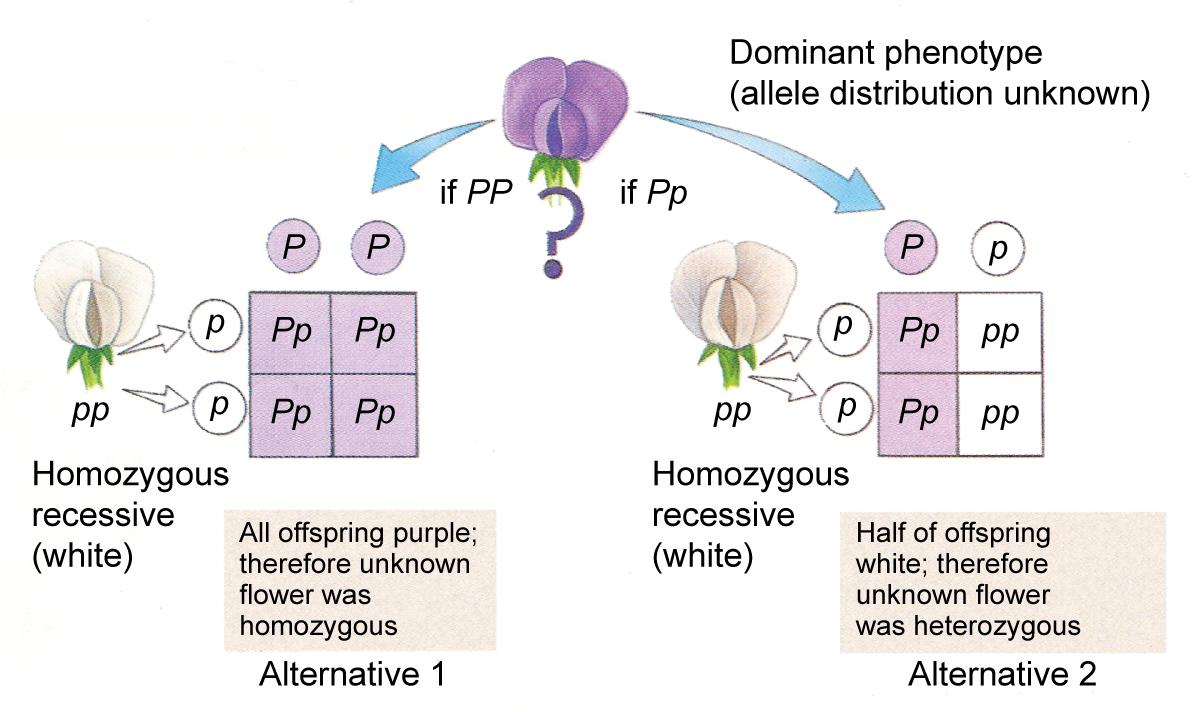 Dominant phenotype
(allele distribution unknown)
if PP
?
if Pp
P P
p
Pp Pp
p
Pp Pp
pp
Homozygous
recessive
(white)
All offspring purple;
therefore unknown
flower was
homozygous
Alternative 1
P p
p
Pp pp
p
Pp pp
pp
Homozygous
recessive
(white)
Half of offspring
white; therefore
unknown flower
was heterozygous
Alternative 2